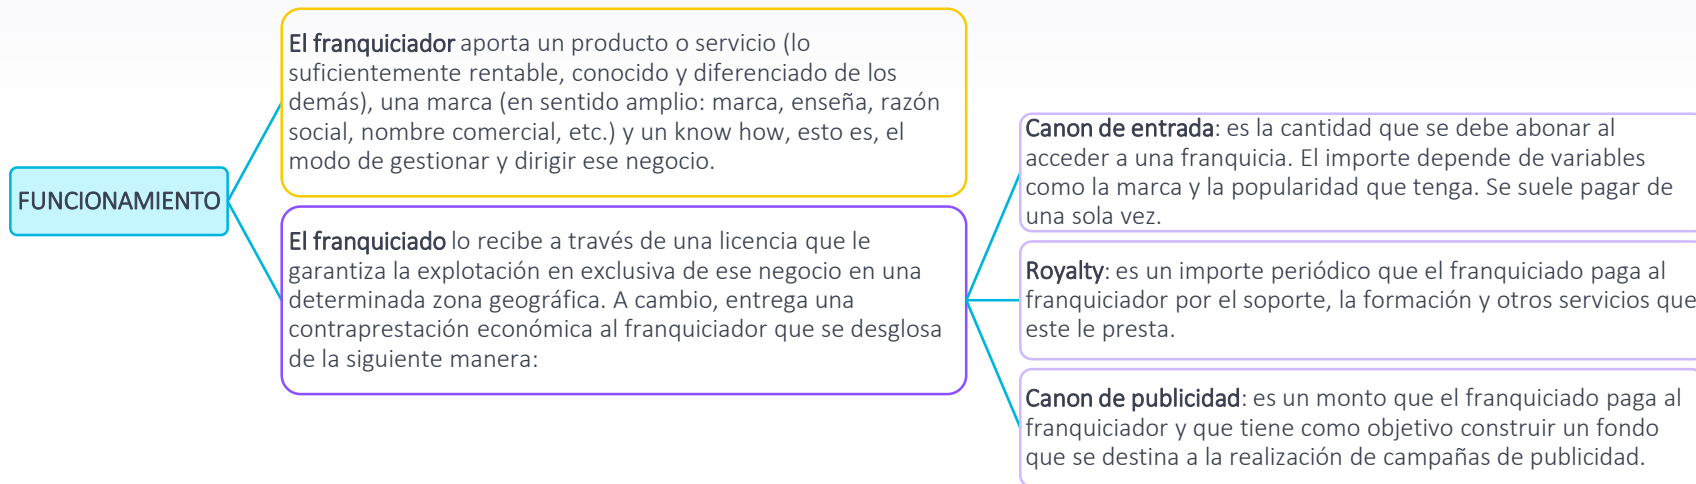 FUNCIONAMIENTO
El franquiciador aporta un producto o servicio (lo
suficientemente rentable, conocido y diferenciado de los
demás), una marca (en sentido amplio: marca, enseña, razón
social, nombre comercial, etc.) y un know how, esto es, el
modo de gestionar y dirigir ese negocio.
El franquiciado lo recibe a través de una licencia que le
garantiza la explotación en exclusiva de ese negocio en una
determinada zona geográfica. A cambio, entrega una
contraprestación económica al franquiciador que se desglosa
de la siguiente manera:
Canon de entrada: es la cantidad que se debe abonar al
acceder a una franquicia. El importe depende de variables
como la marca y la popularidad que tenga. Se suele pagar de
una sola vez.
Royalty: es un importe periódico que el franquiciado paga al
franquiciador por el soporte, la formación y otros servicios que
este le presta.
Canon de publicidad: es un monto que el franquiciado paga al
franquiciador y que tiene como objetivo construir un fondo
que se destina a la realización de campañas de publicidad.